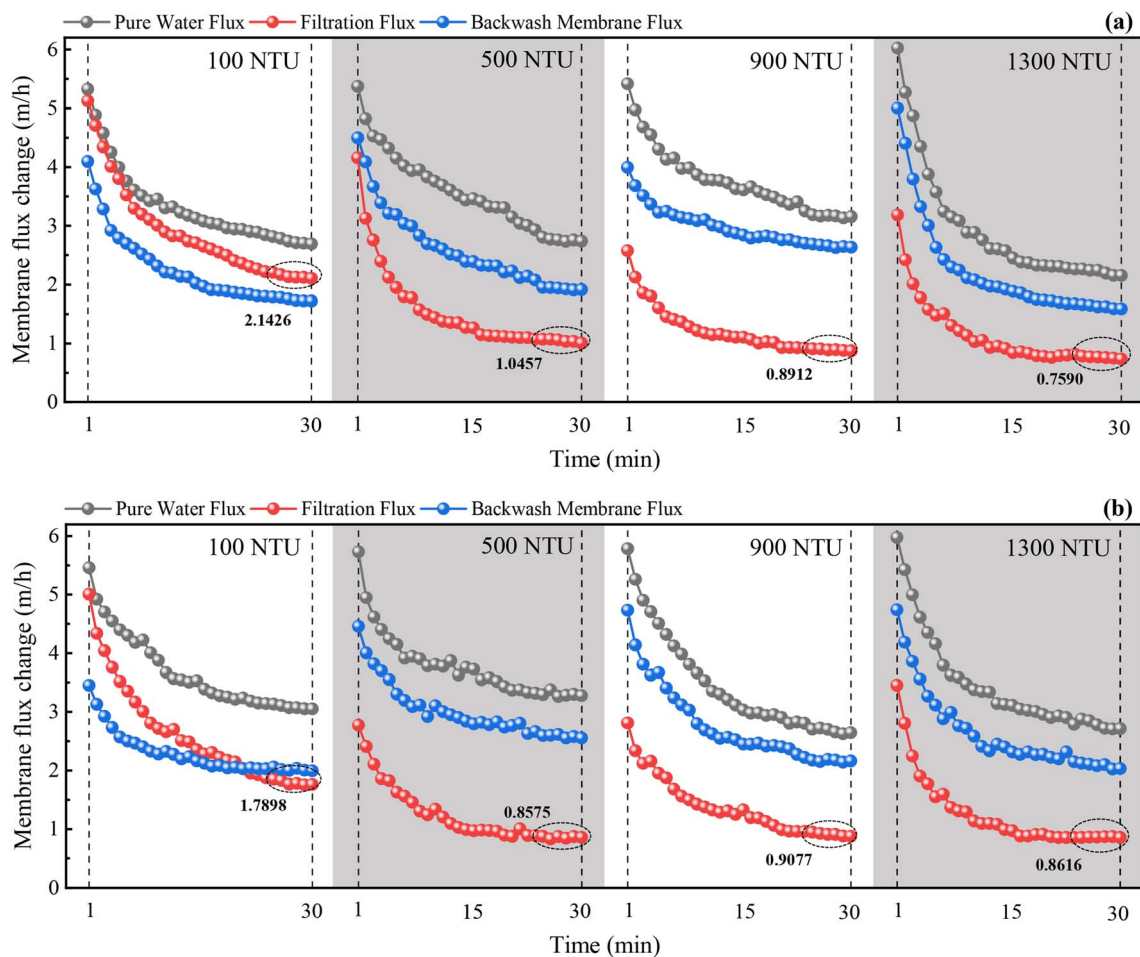 Pure Water Flux Filtration Flux Backwash Membrane Flux (a)
100 NTU 500 NTU 900 NTU 1300 NTU
Membrane flux change (m/h)
6
5
4
3
2
1
0
2.1426
1.0457
0.8912
0.7590
1 30 1 15 30 1 15 30 1 15 30
Time (min) Time (min)
Pure Water Flux Filtration Flux Backwash Membrane Flux (b)
100 NTU 500 NTU 900 NTU 1300 NTU
Membrane flux change (m/h)
6
5
4
3
2
1
0
1.7898
0.8575
0.9077
0.8616
1 30 1 15 30 1 15 30 1 15 30
Time (min) Time (min)